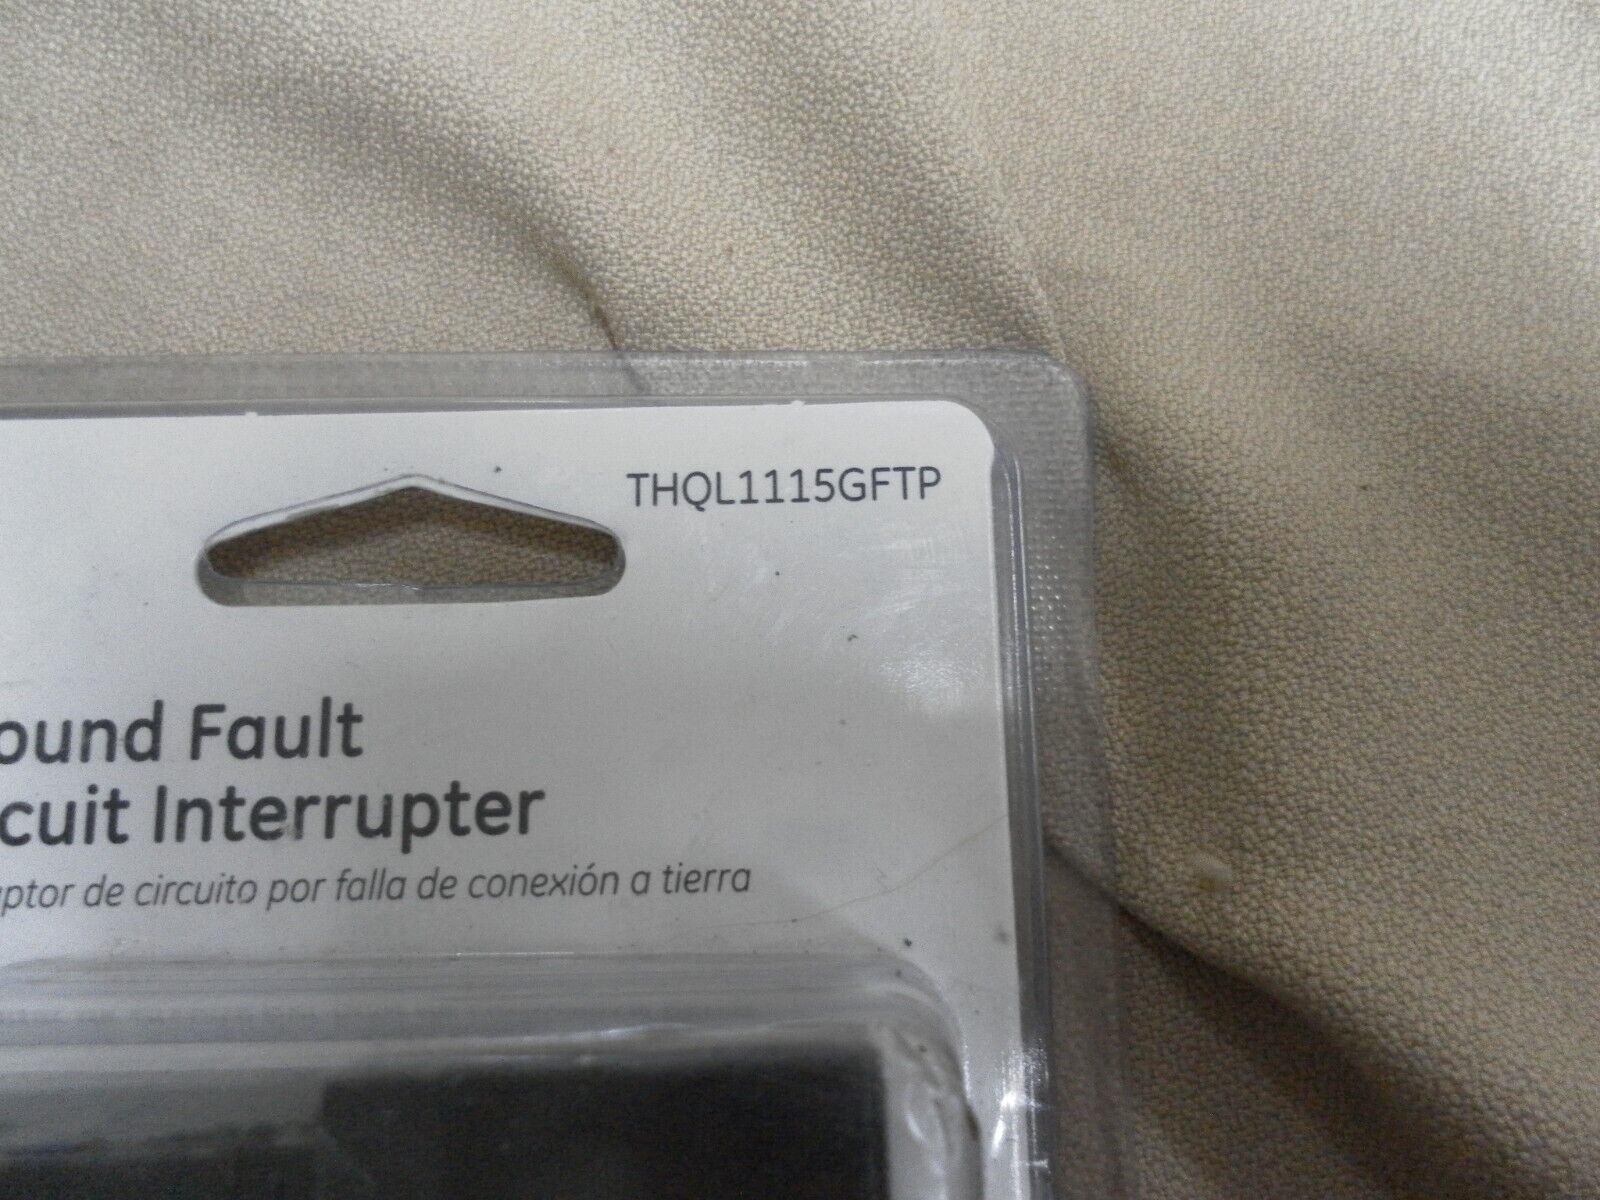 THQL1115GFTP
ound Fault
cuit Interrupter
ptor de circuito por falla de conexión a tierra